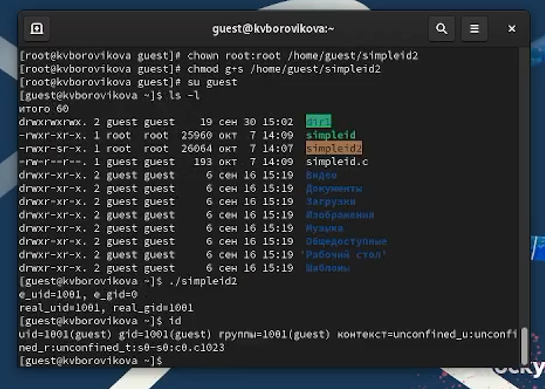 guest@kvborovikova:~
[root@kvborovikova guest]# chown root:root /home/guest/simpleid2
[root@kvborovikova guest]# chmod g+s /home/guest/simpleid2
[root@kvborovikova guest]# su guest
[guest@kvborovikova ~]$ ls -l
итого 60
drwxrwxrwx. 2 guest guest 19 сен 30 15:02 dir1
-rwxr-xr-x. 1 root root 25960 окт 7 14:09 simpleid
-rwxr-sr-x. 1 root root 26064 окт 7 14:07 simpleid2
-rw-r--r--. 1 guest guest 193 окт 7 14:09 simpleid.c
drwxr-xr-x. 2 guest guest 6 сен 16 15:19 Видео
drwxr-xr-x. 2 guest guest 6 сен 16 15:19 Документы
drwxr-xr-x. 2 guest guest 6 сен 16 15:19 Загрузки
drwxr-xr-x. 2 guest guest 6 сен 16 15:19 Изображения
drwxr-xr-x. 2 guest guest 6 сен 16 15:19 Музыка
drwxr-xr-x. 2 guest guest 6 сен 16 15:19 Общедоступные
drwxr-xr-x. 2 guest guest 6 сен 16 15:19 'Рабочий стол'
drwxr-xr-x. 2 guest guest 6 сен 16 15:19 Шаблоны
[guest@kvborovikova ~]$ ./simpleid2
e_uid=1001, e_gid=0
real_uid=1001, real_gid=1001
[guest@kvborovikova ~]$ id
uid=1001(guest) gid=1001(guest) группы=1001(guest) контекст=unconfined_u:unconfi
ned_r:unconfined_t:s0-s0:c0.c1023
[guest@kvborovikova ~]$
ocky